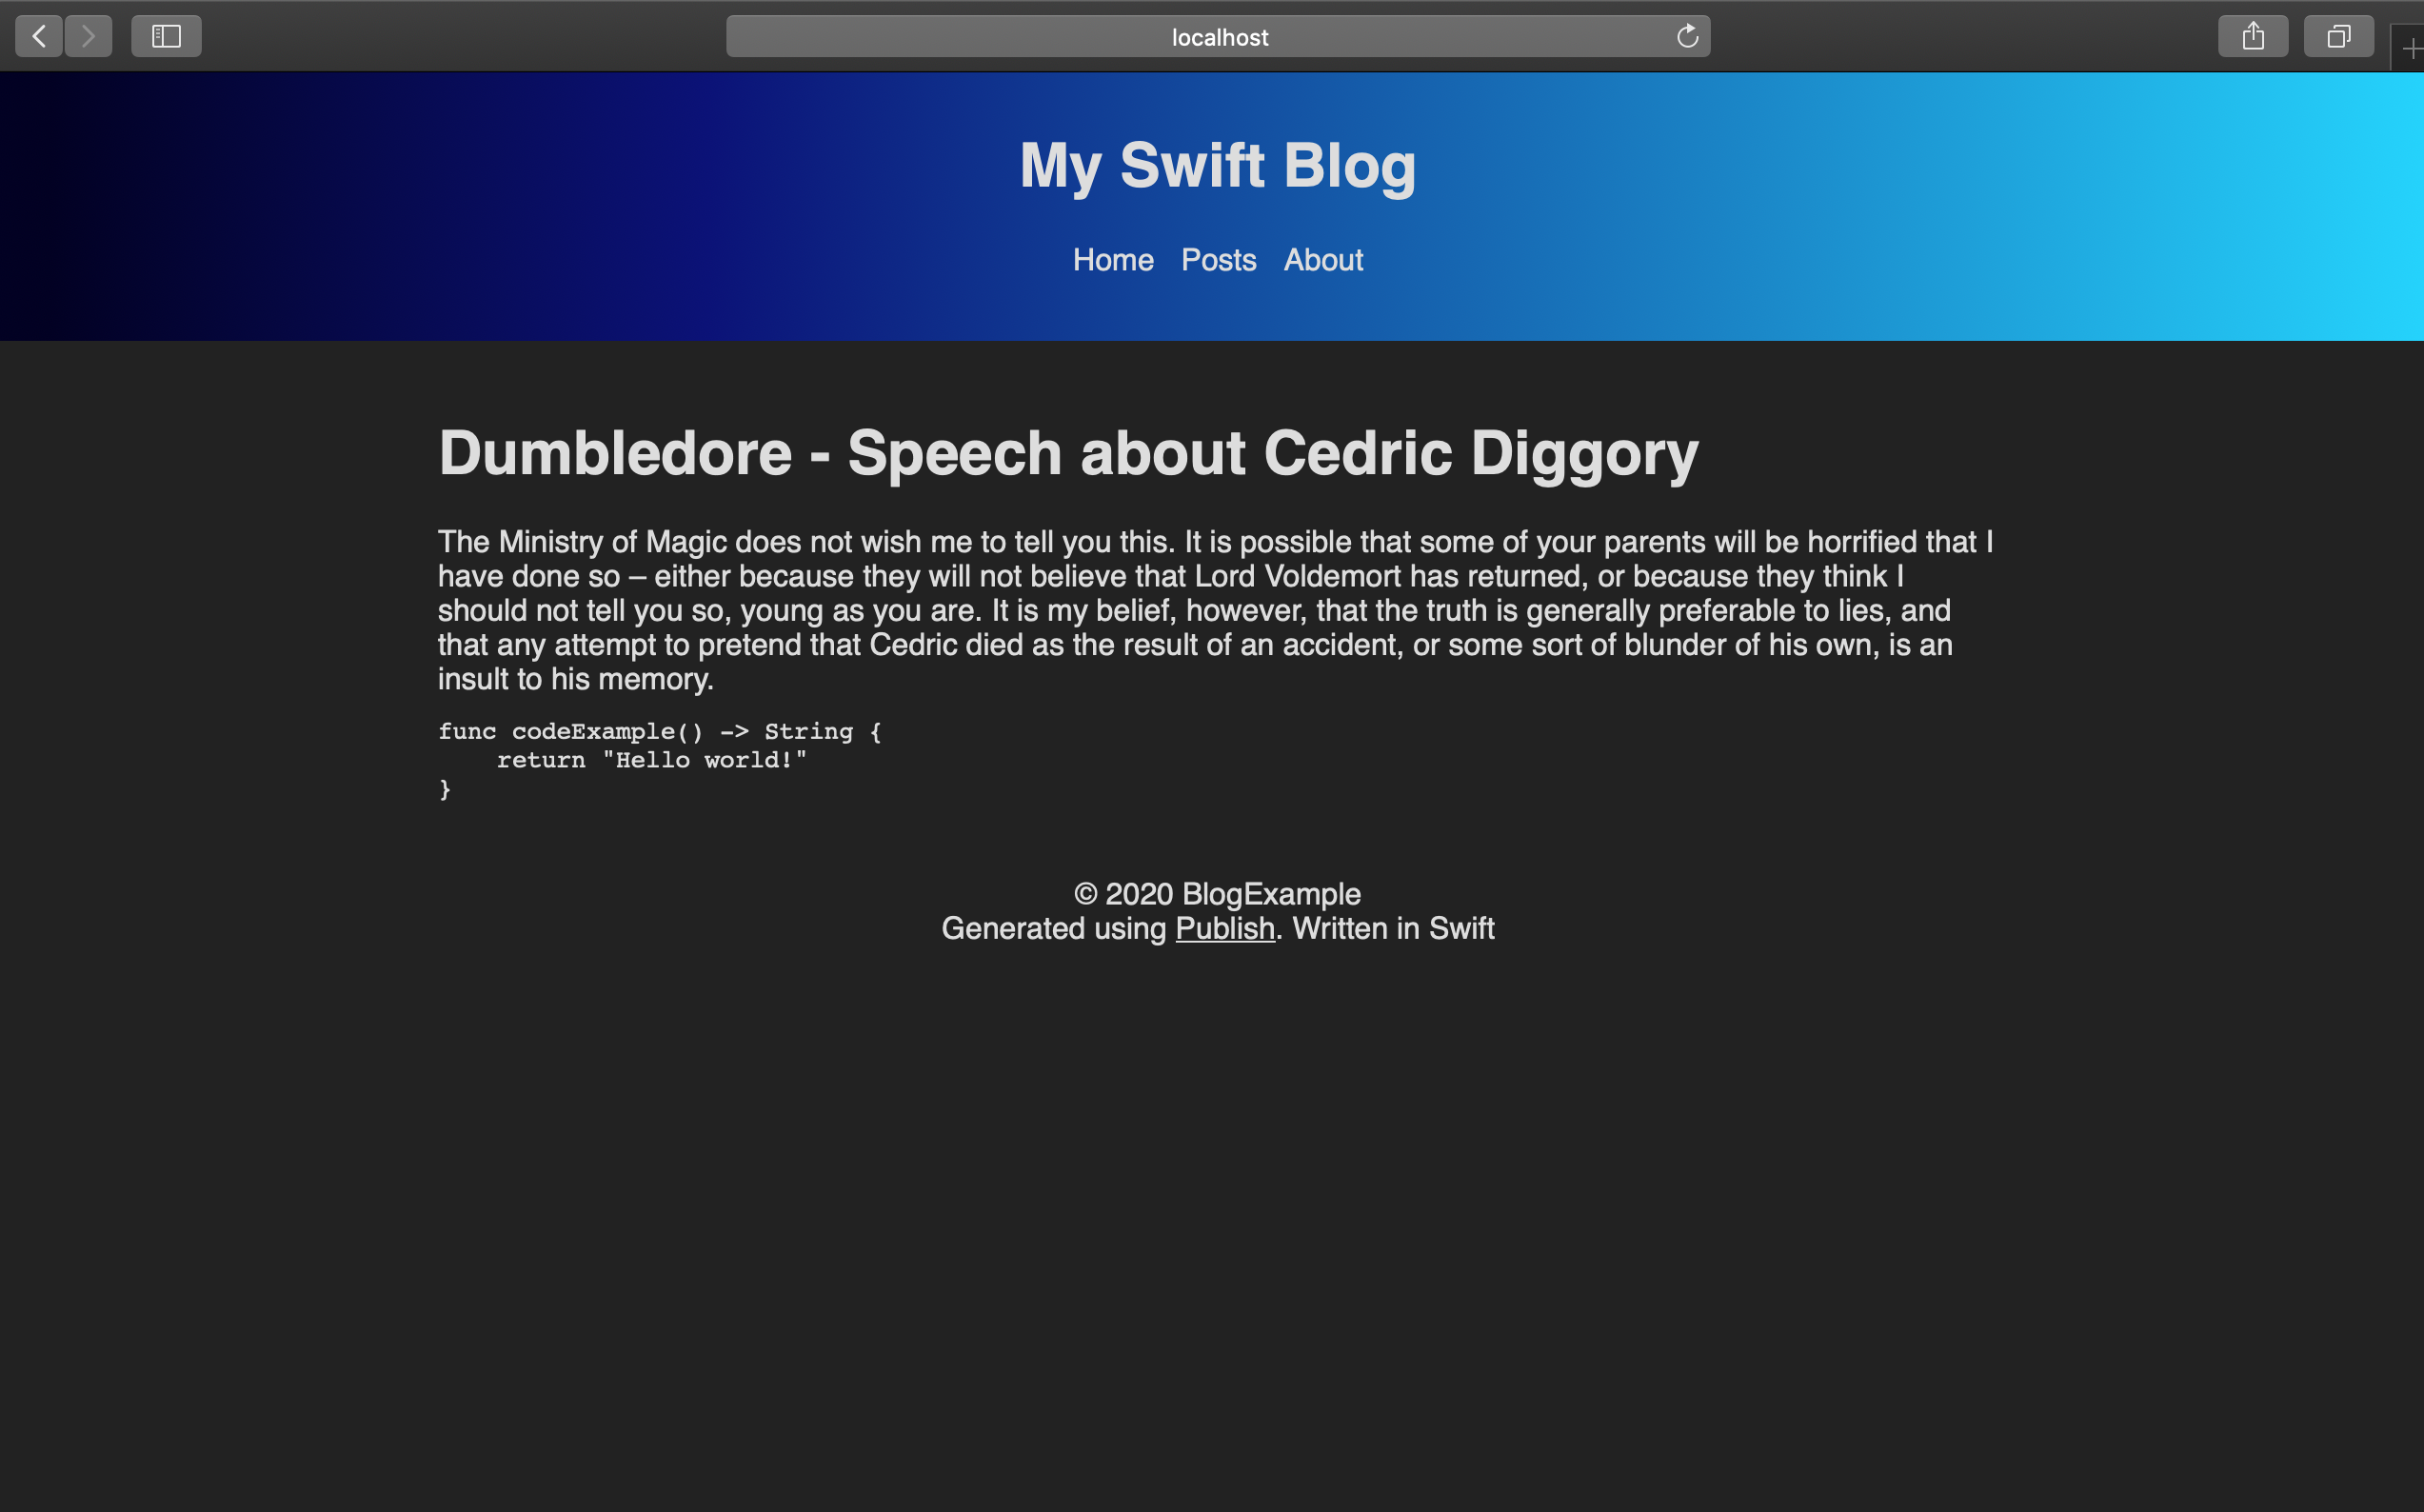 localhost
My Swift Blog
Home Posts About
Dumbledore - Speech about Cedric Diggory
The Ministry of Magic does not wish me to tell you this. It is possible that some of your parents will be horrified that I
have done so – either because they will not believe that Lord Voldemort has returned, or because they think I
should not tell you so, young as you are. It is my belief, however, that the truth is generally preferable to lies, and
that any attempt to pretend that Cedric died as the result of an accident, or some sort of blunder of his own, is an
insult to his memory.
func codeExample() -> String {
    return "Hello world!"
}
© 2020 BlogExample
Generated using Publish. Written in Swift